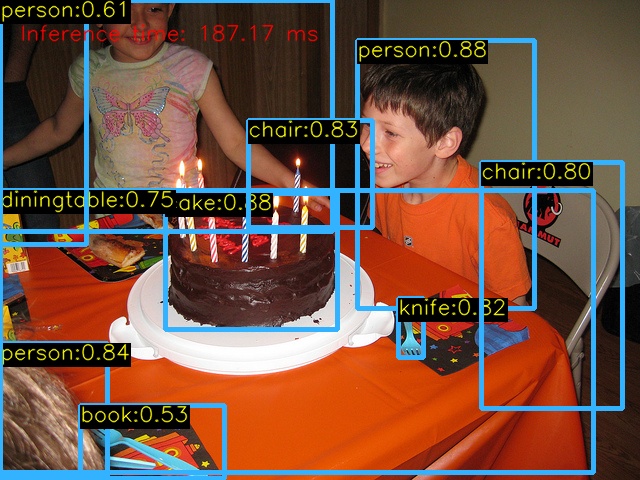 person:0.61
Inference time: 187.17 ms
person:0.88
chair:0.83
chair:0.80
diningtable:0.75
ake:0.88
MAMMUT
knife:0.82
person:0.84
book:0.53